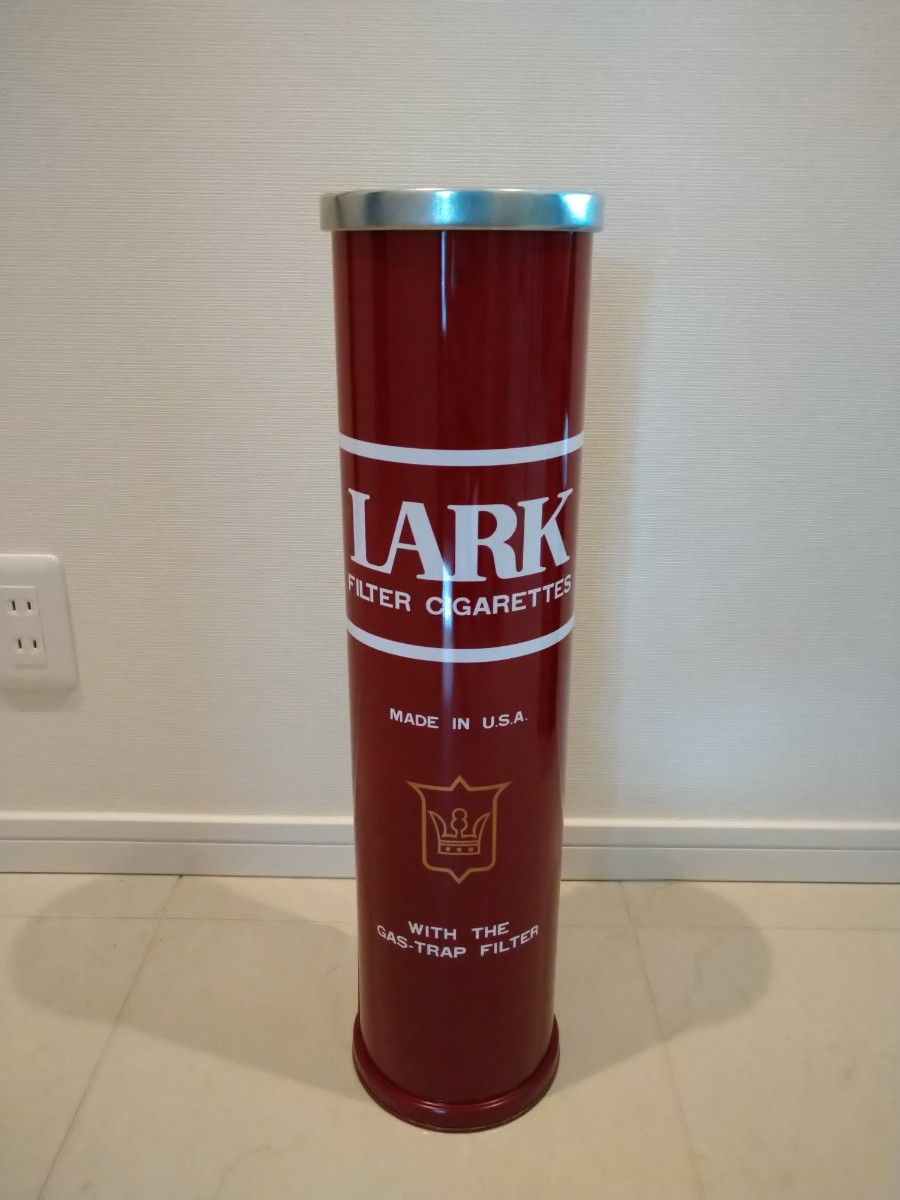 LARK
FILTER CIGARETTES
MADE IN U.S.A.
WITH THE
GAS-TRAP FILTER